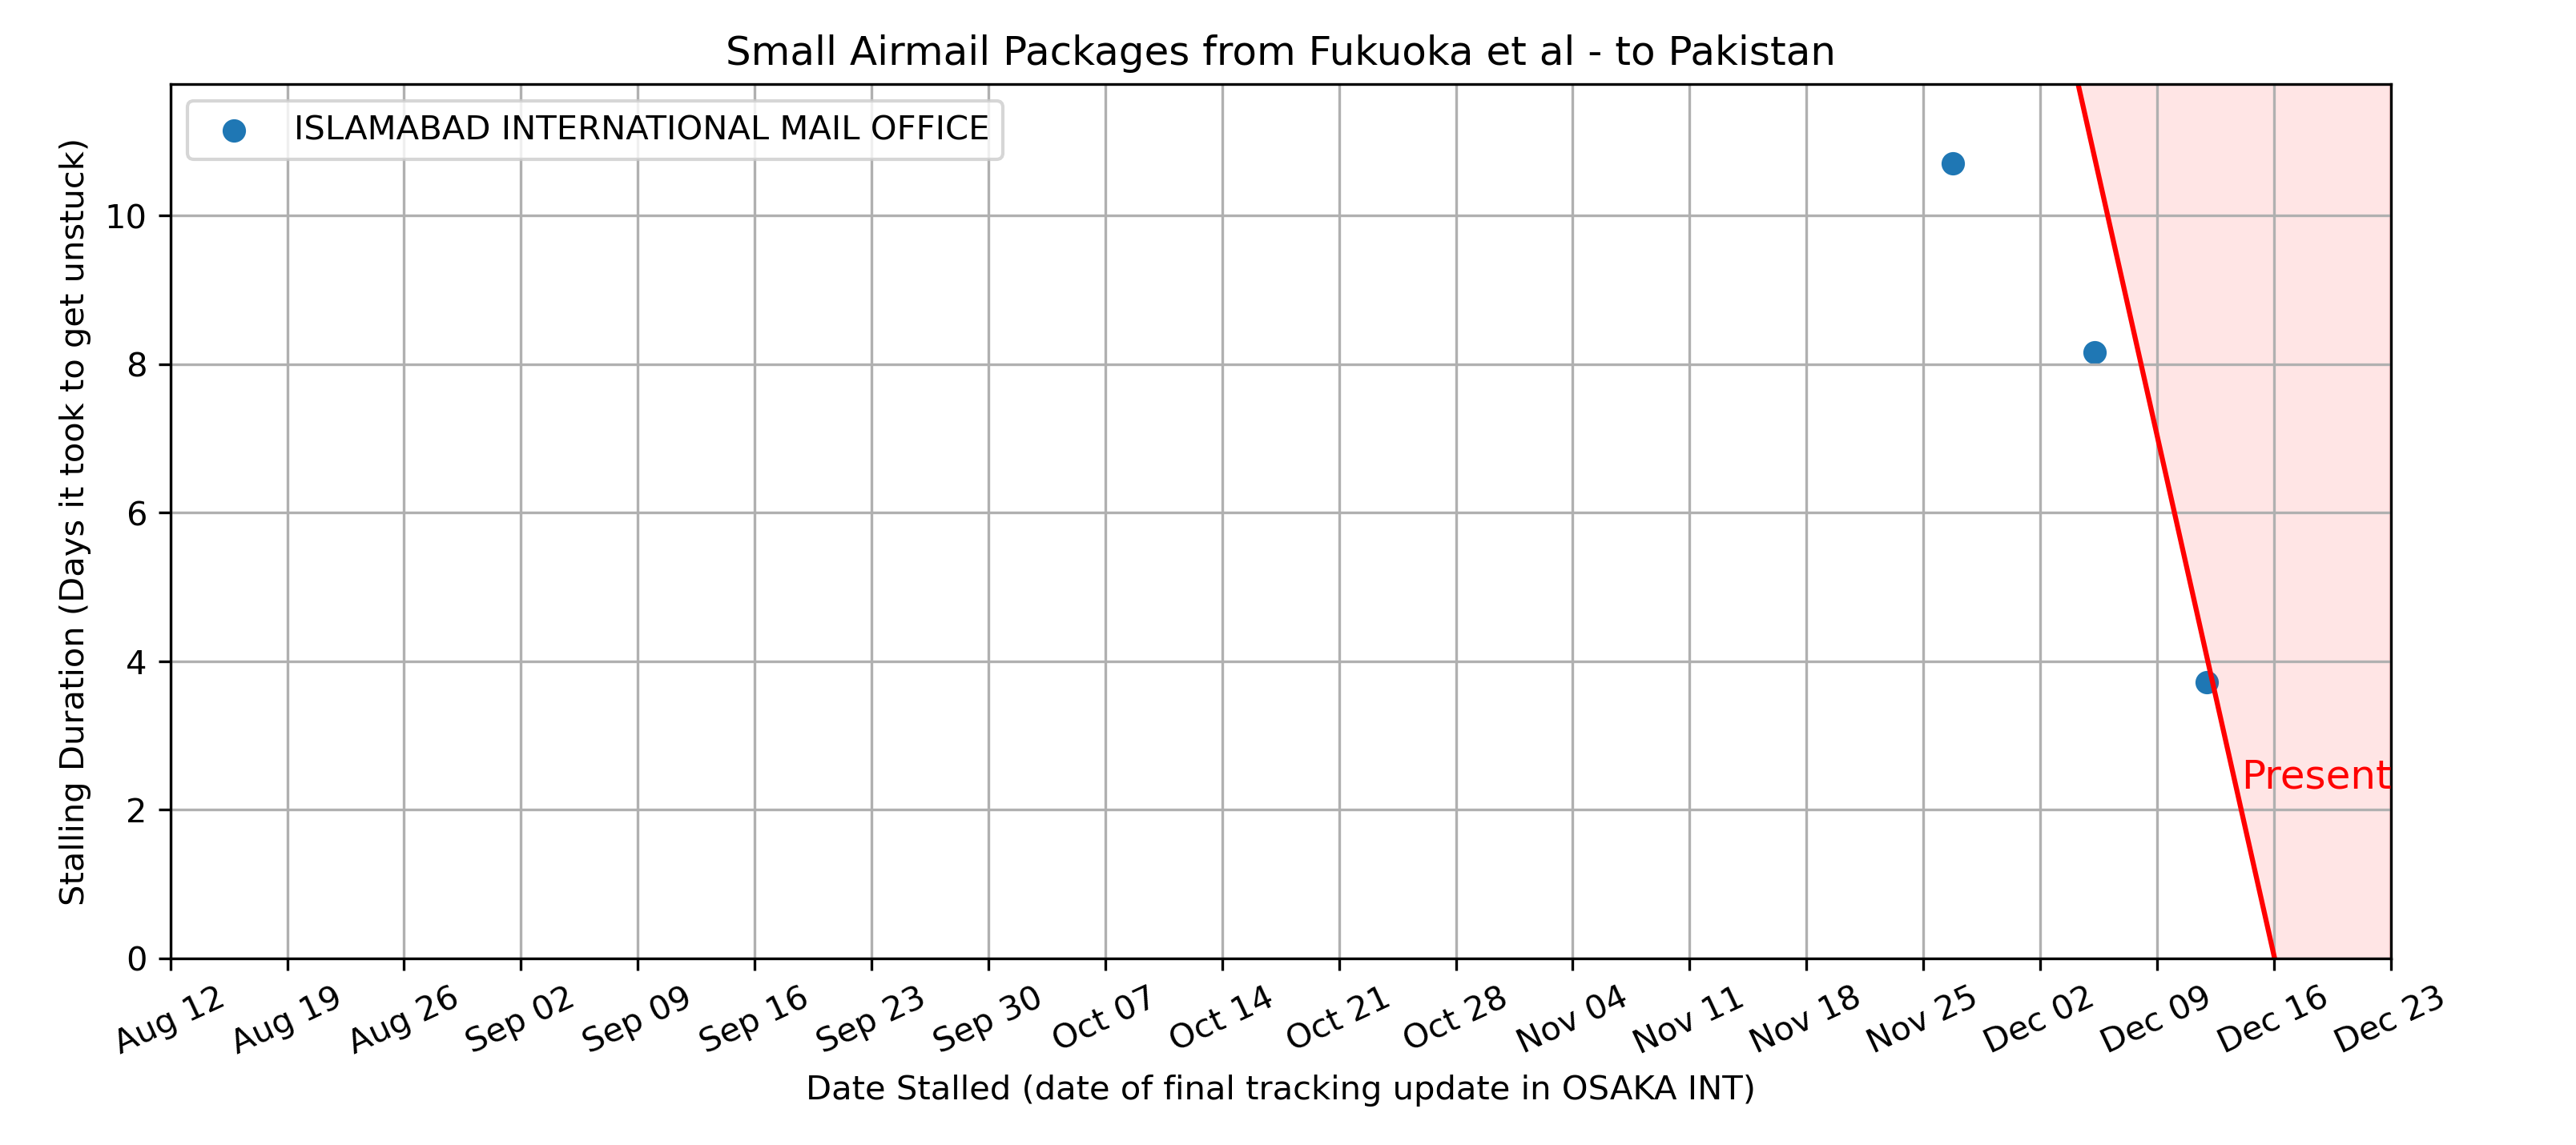 Small Airmail Packages from Fukuoka et al - to Pakistan
ISLAMABAD INTERNATIONAL MAIL OFFICE
Stalling Duration (Days it took to get unstuck)
10
8
6
4
2
0
Present
Aug 12
Aug 19
Aug 26
Sep 02
Sep 09
Sep 16
Sep 23
Sep 30
Oct 07
Oct 14
Oct 21
Oct 28
Nov 04
Nov 11
Nov 18
Nov 25
Dec 02
Dec 09
Dec 16
Dec 23
Date Stalled (date of final tracking update in OSAKA INT)